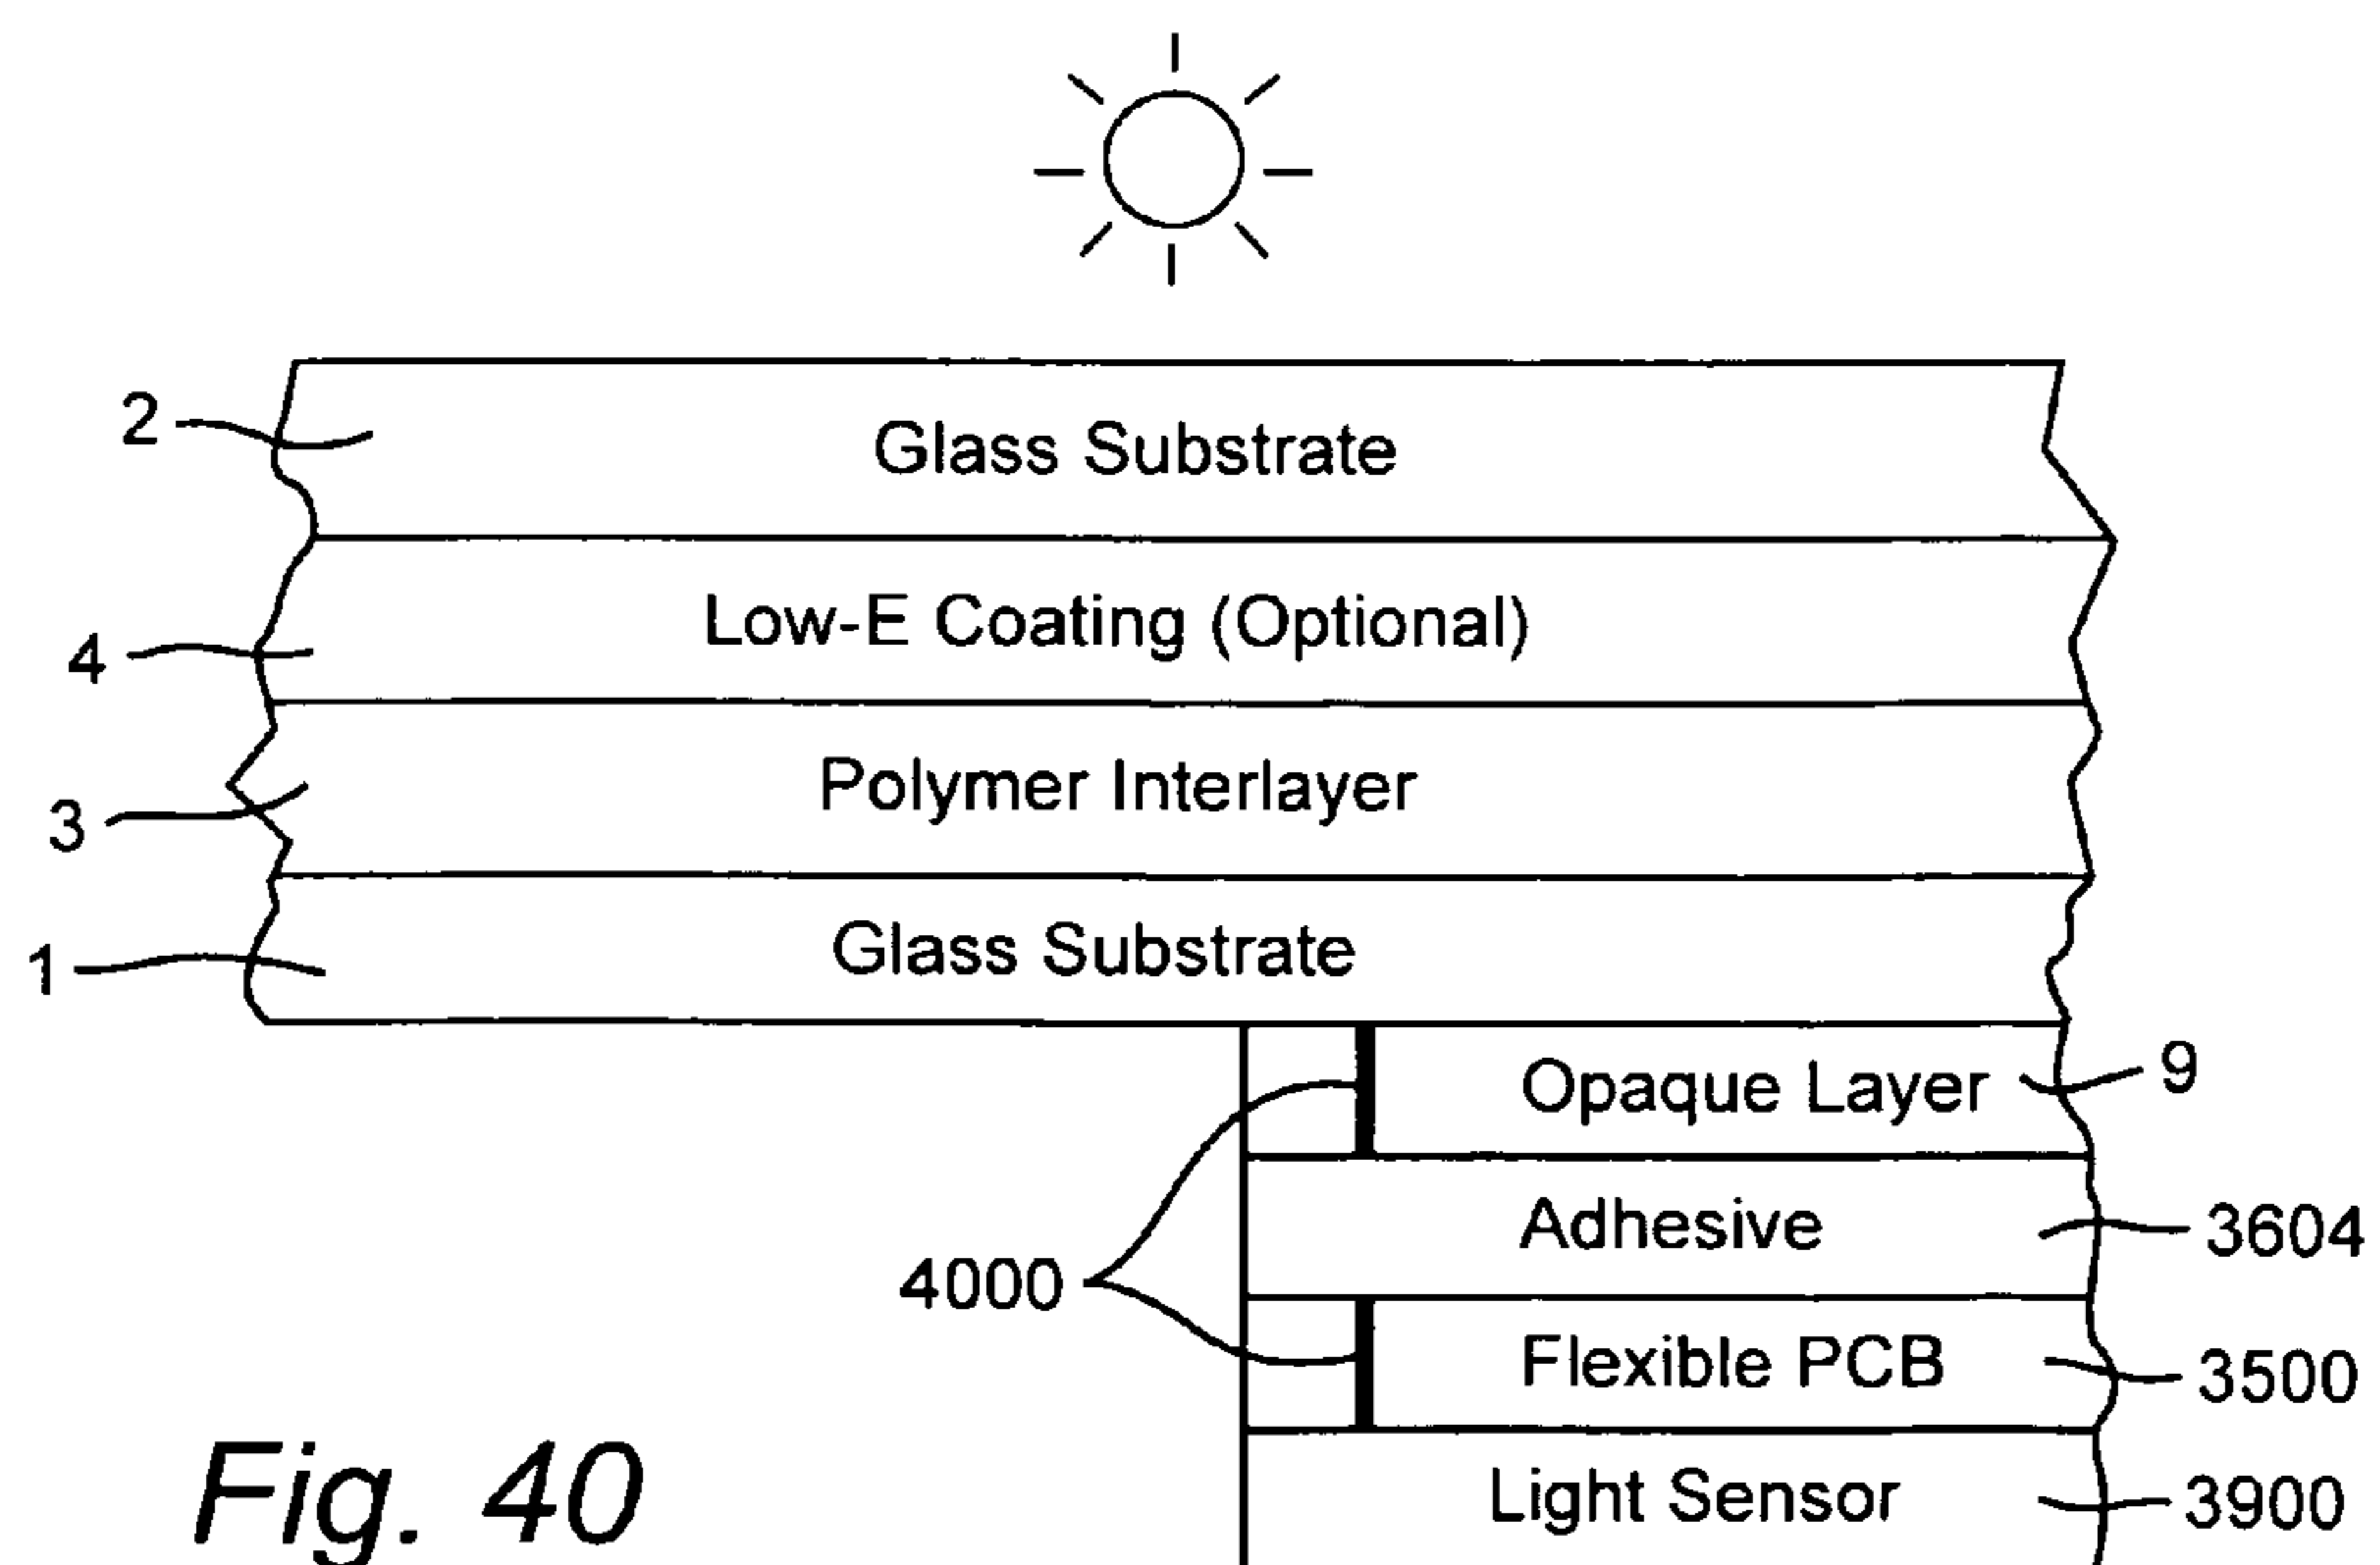 2 Glass Substrate
4 Low-E Coating (Optional)
3 Polymer Interlayer
1 Glass Substrate
Opaque Layer 9
Adhesive 3604
4000
Flexible PCB 3500
Light Sensor 3900
Fig. 40